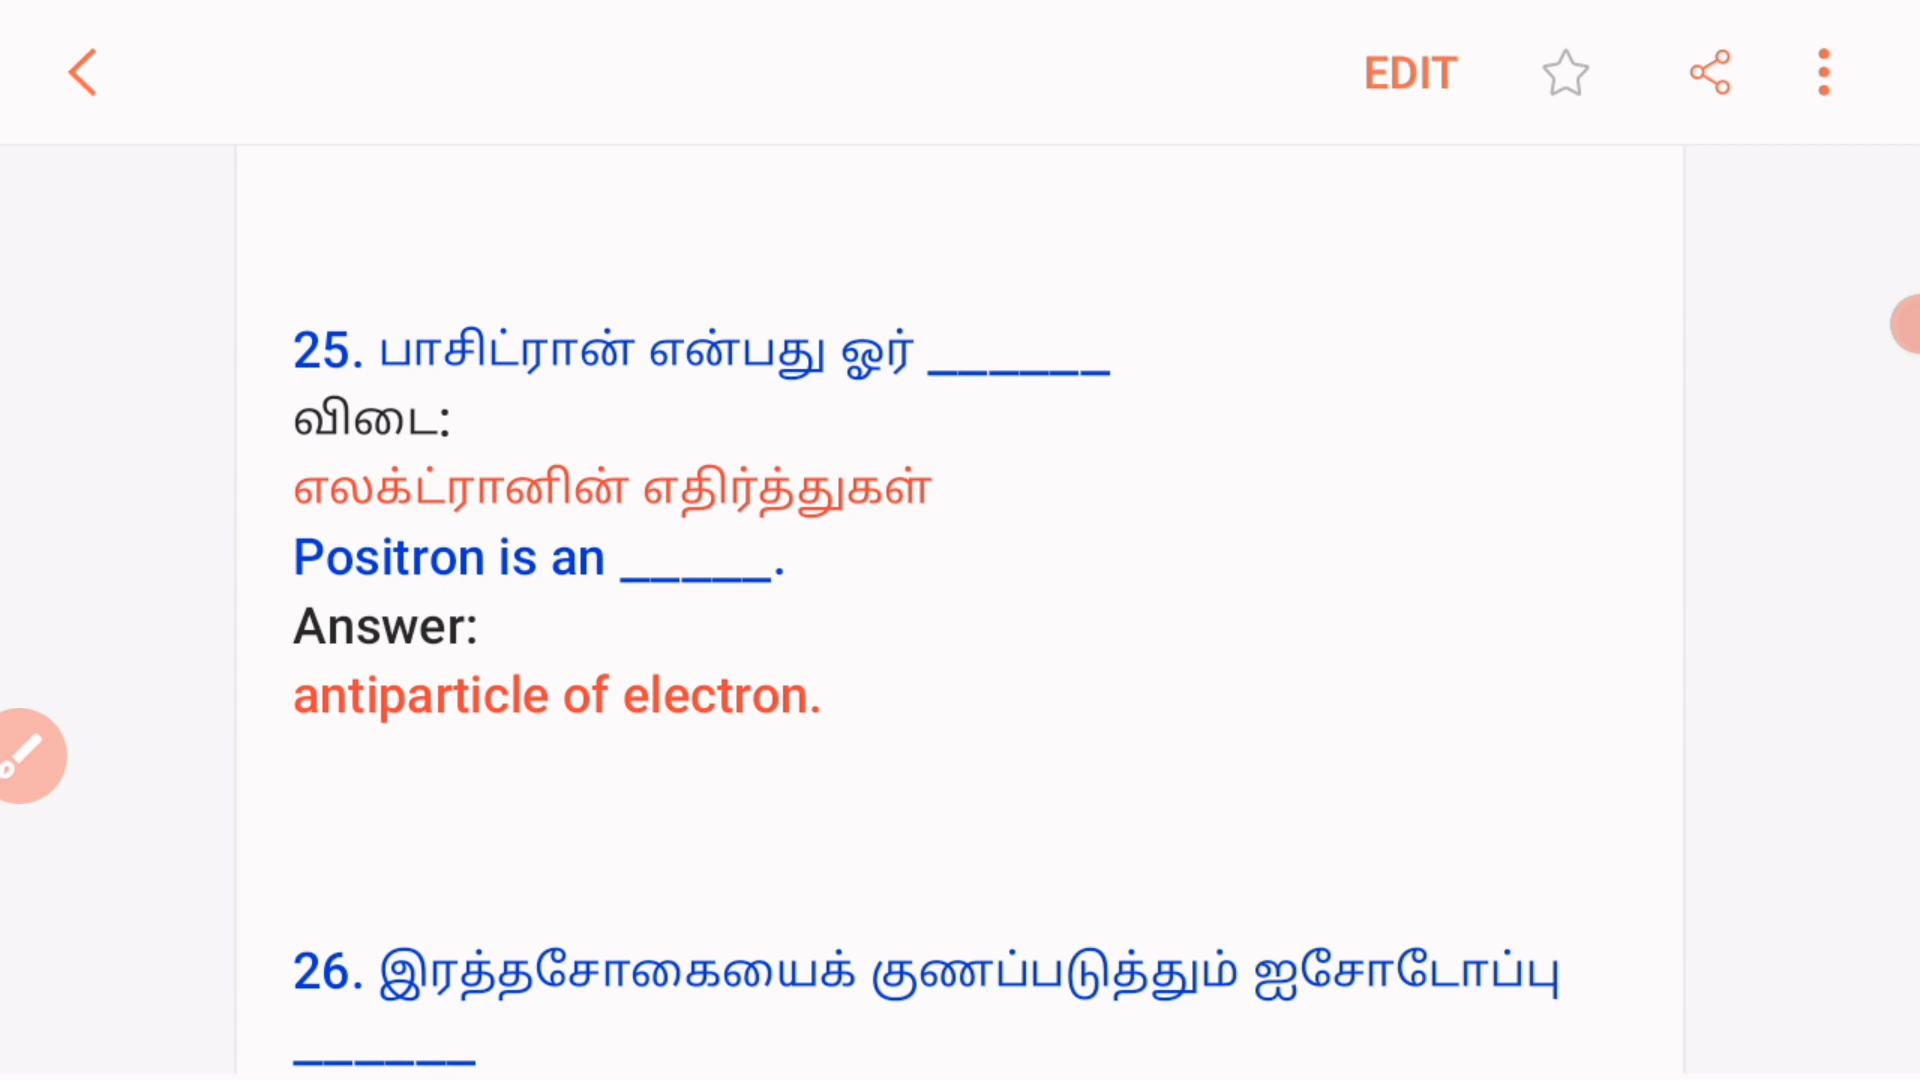 EDIT
25. பாசிட்ரான் என்பது ஓர் ______
விடை:
எலக்ட்ரானின் எதிர்த்துகள்
Positron is an _____.
Answer:
antiparticle of electron.
26. இரத்தசோகையைக் குணப்படுத்தும் ஐசோடோப்பு
______